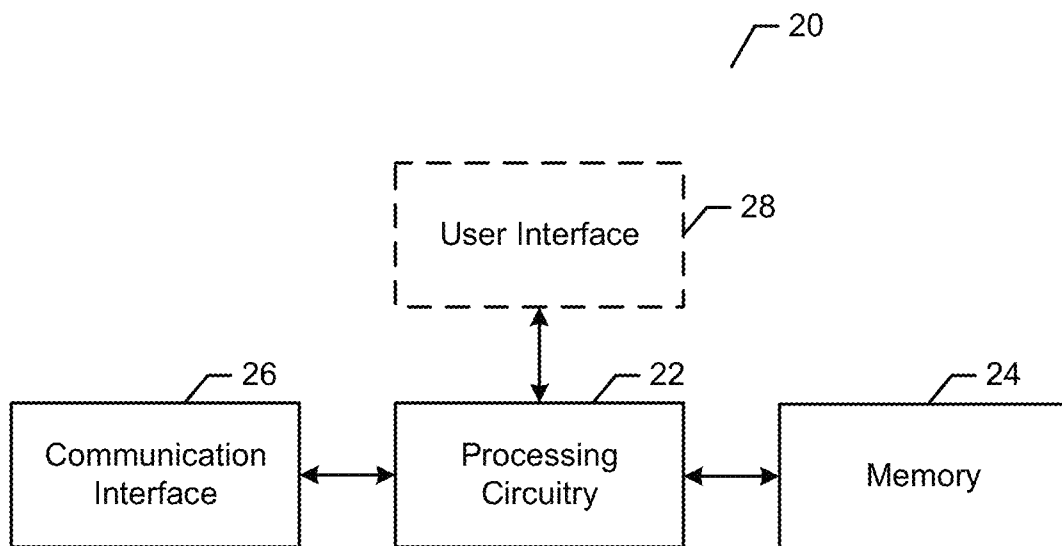 20
User Interface
28
26
22
24
Communication
Interface
Processing
Circuitry
Memory